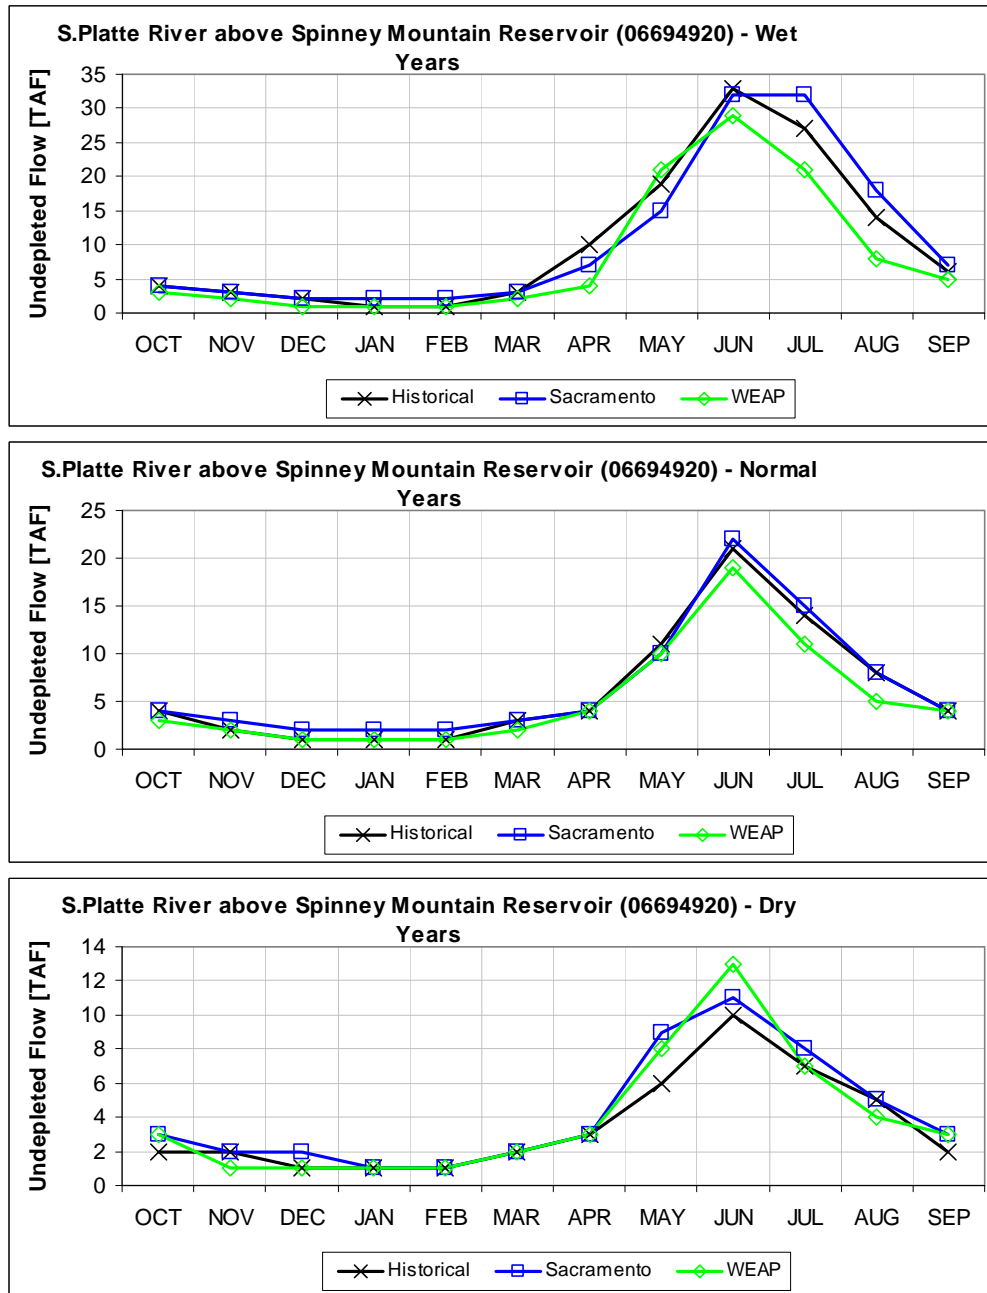 S.Platte River above Spinney Mountain Reservoir (06694920) - Wet
Years
Undepleted Flow [TAF]
35
30
25
20
15
10
5
0
OCT NOV DEC JAN FEB MAR APR MAY JUN JUL AUG SEP
Historical Sacramento WEAP
S.Platte River above Spinney Mountain Reservoir (06694920) - Normal
Years
Undepleted Flow [TAF]
25
20
15
10
5
0
OCT NOV DEC JAN FEB MAR APR MAY JUN JUL AUG SEP
Historical Sacramento WEAP
S.Platte River above Spinney Mountain Reservoir (06694920) - Dry
Years
Undepleted Flow [TAF]
14
12
10
8
6
4
2
0
OCT NOV DEC JAN FEB MAR APR MAY JUN JUL AUG SEP
Historical Sacramento WEAP